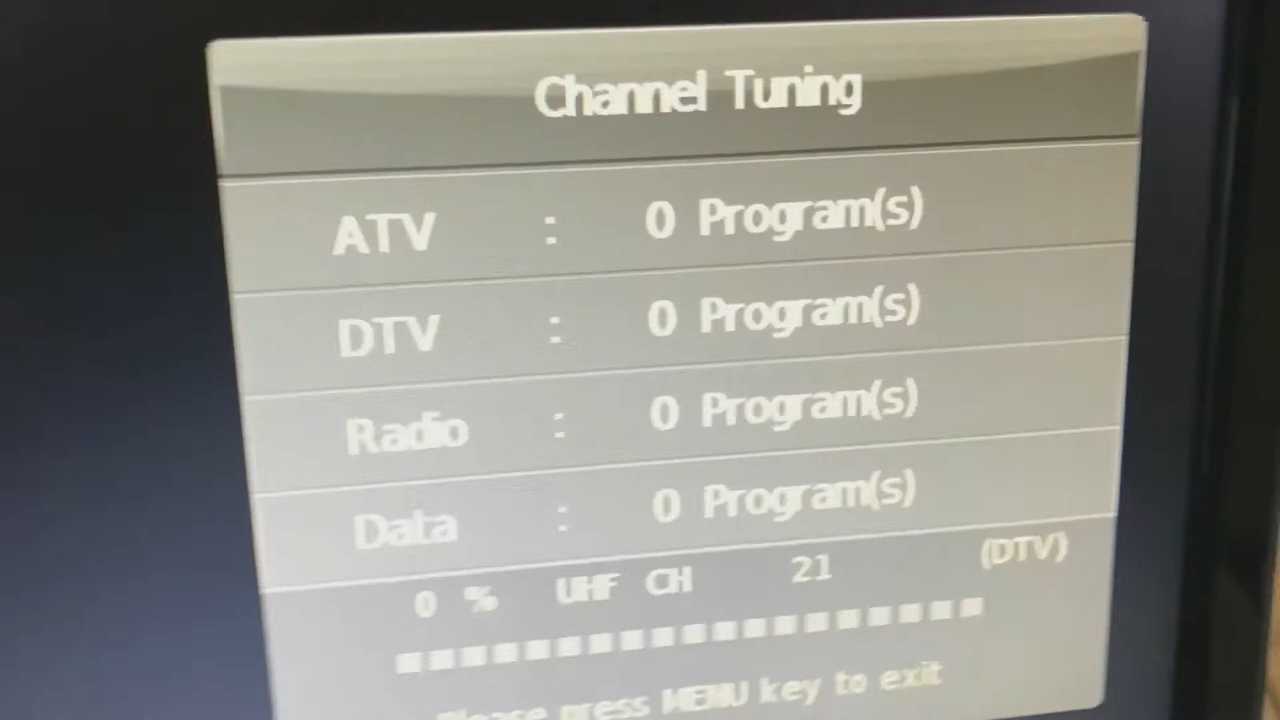 Channel Tuning
ATV : 0 Program(s)
DTV : 0 Program(s)
Radio : 0 Program(s)
Data : 0 Program(s)
0 % UHF CH 21 (DTV)
Please press MENU key to exit